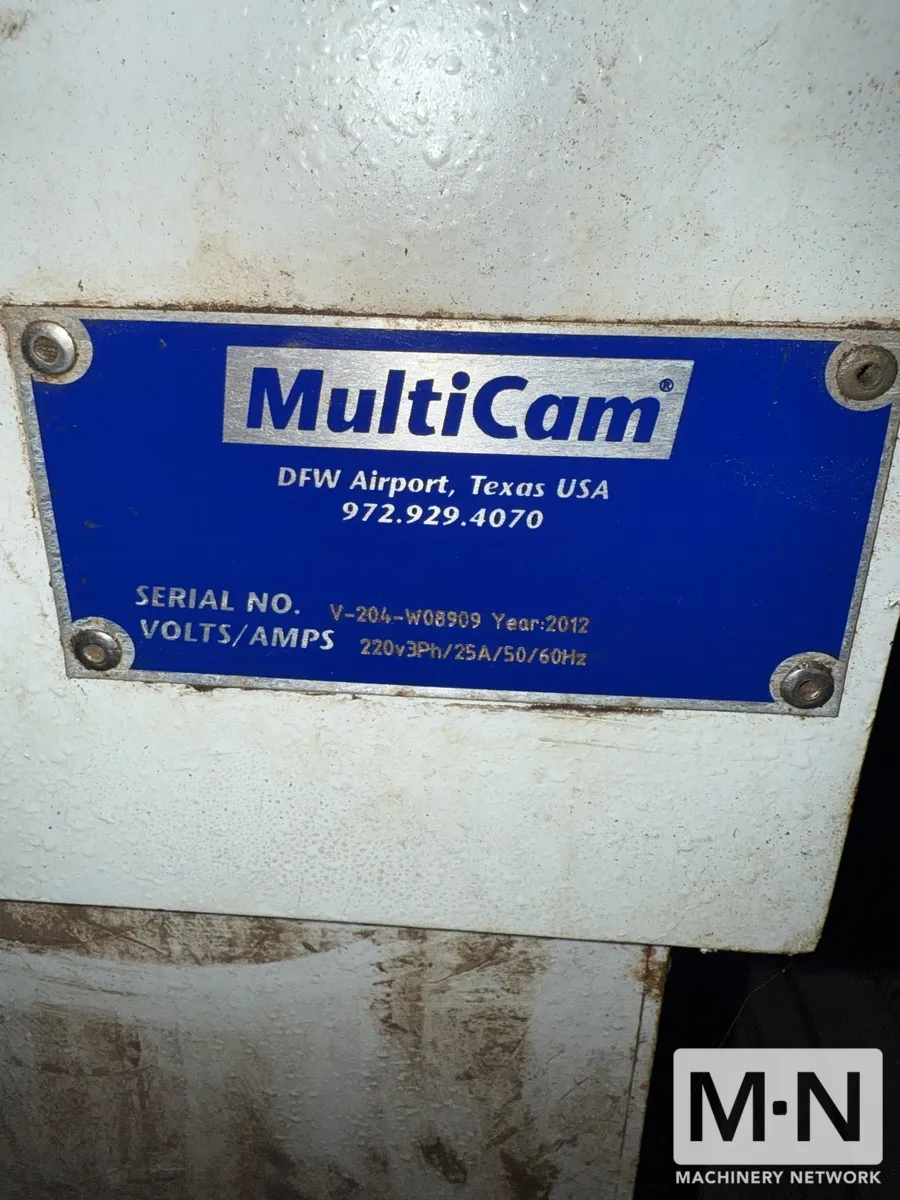 MultiCam®
DFW Airport, Texas USA
972.929.4070
SERIAL NO. V-204-W08909 Year:2012
VOLTS/AMPS 220v3Ph/25A/50/60Hz
M·N
MACHINERY NETWORK